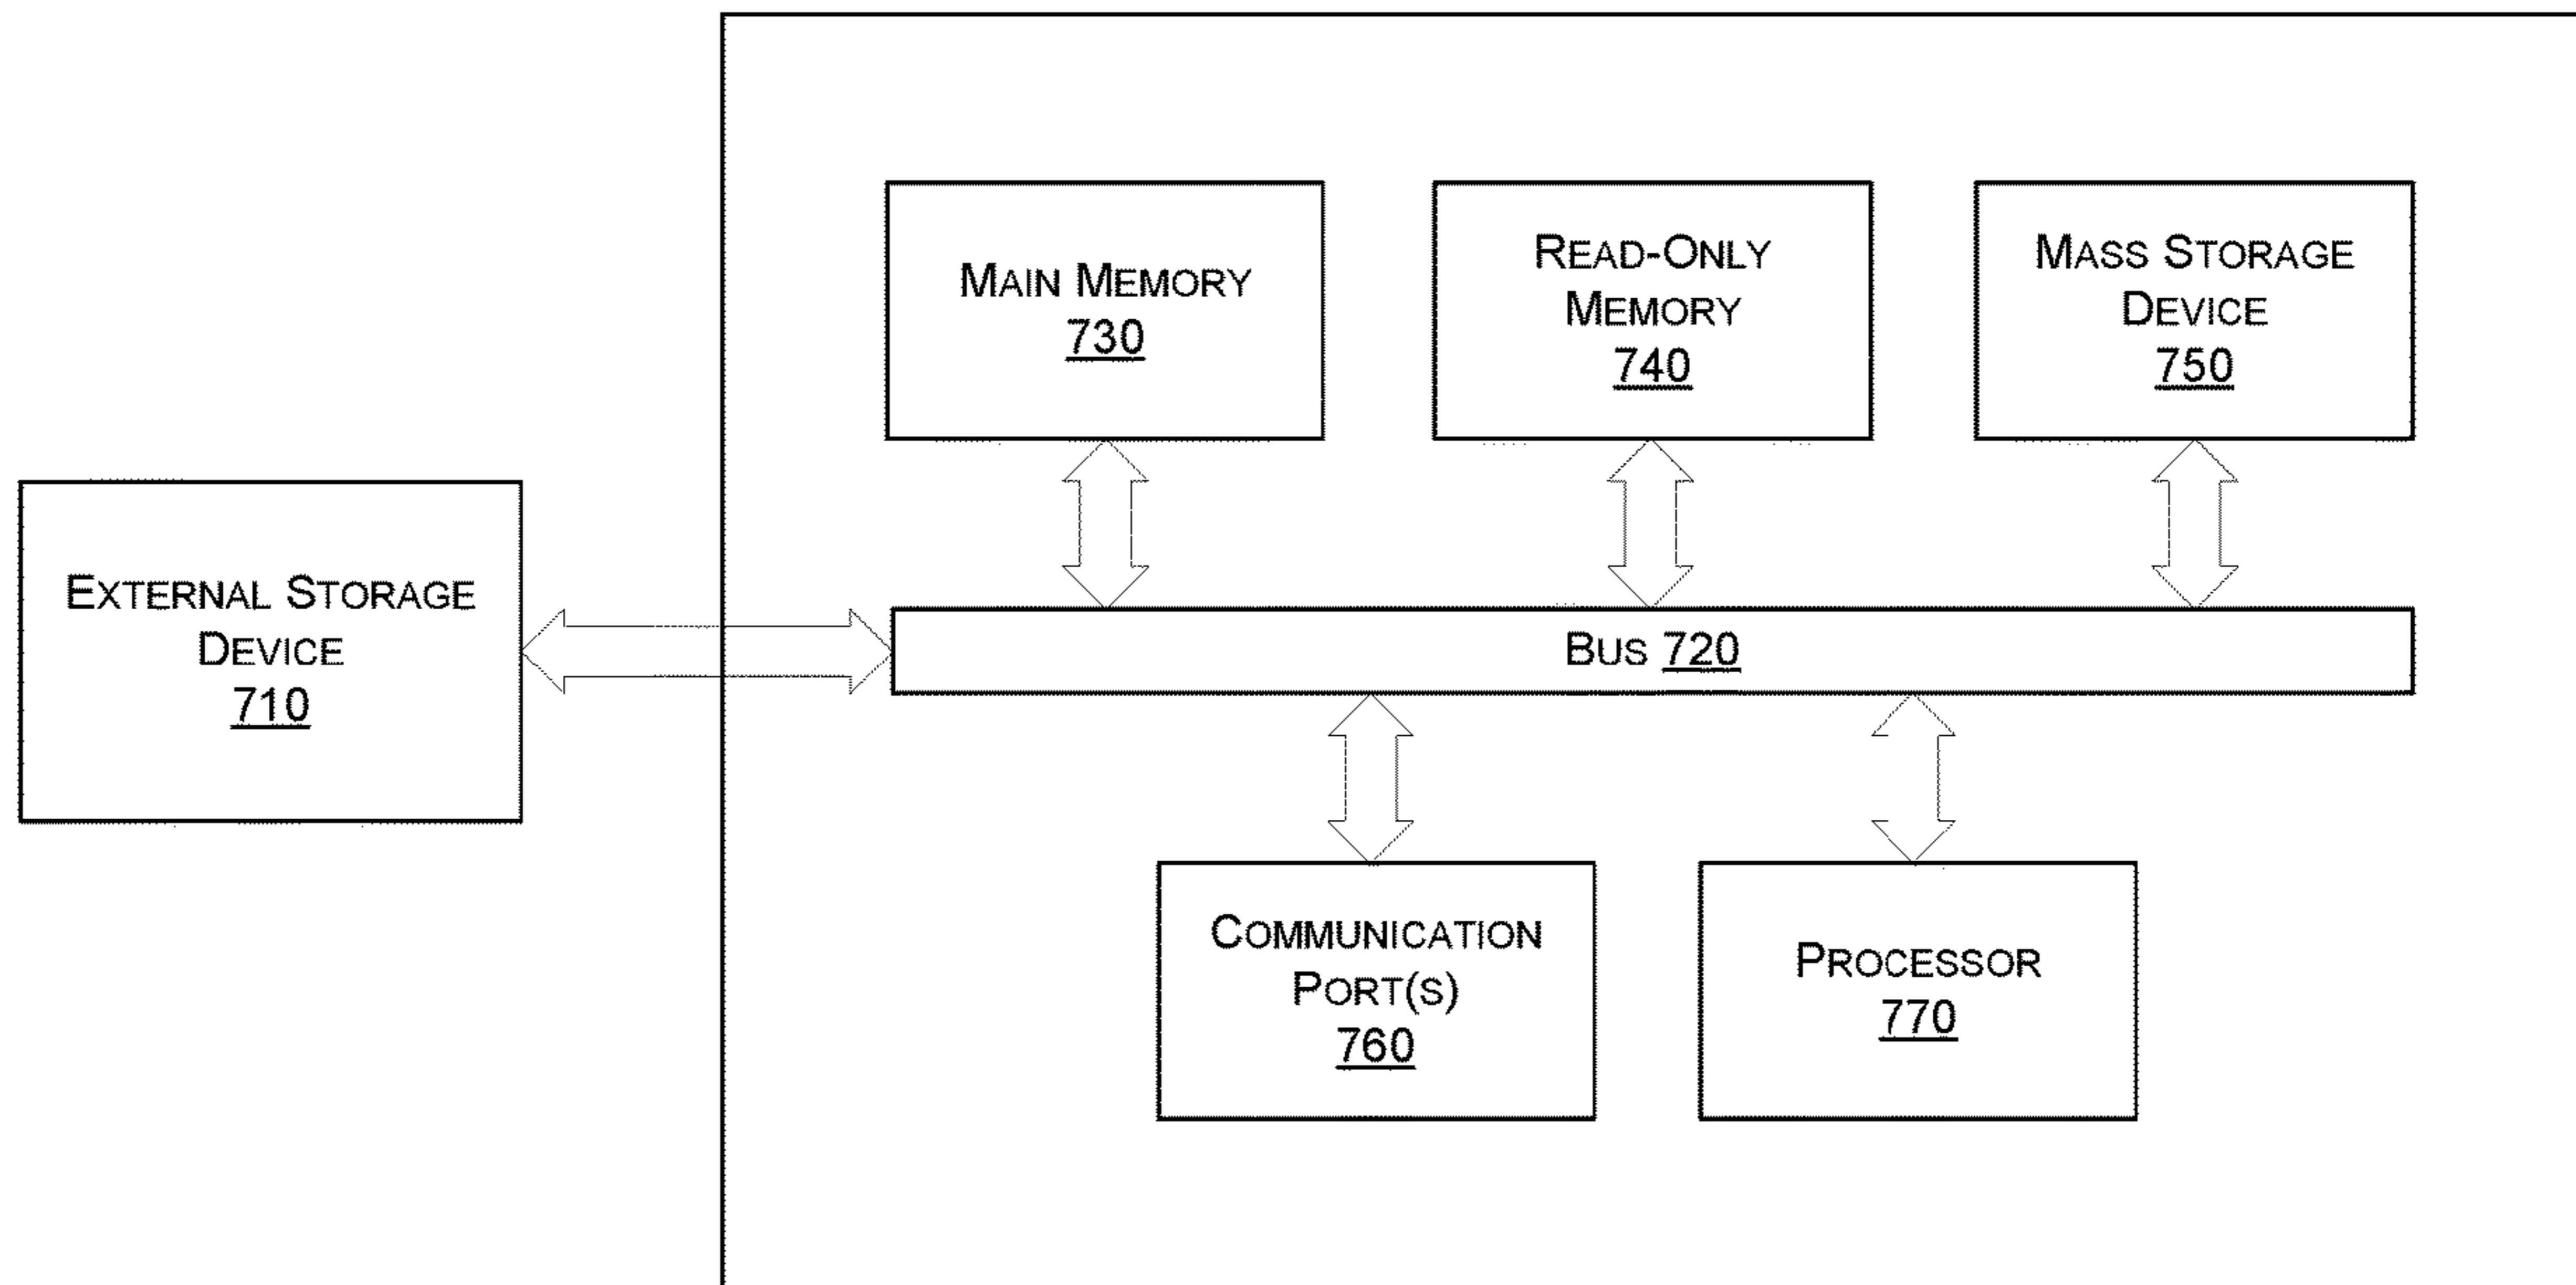 MAIN MEMORY
730
READ-ONLY
MEMORY
740
MASS STORAGE
DEVICE
750
EXTERNAL STORAGE
DEVICE
710
BUS 720
COMMUNICATION
PORT(S)
760
PROCESSOR
770